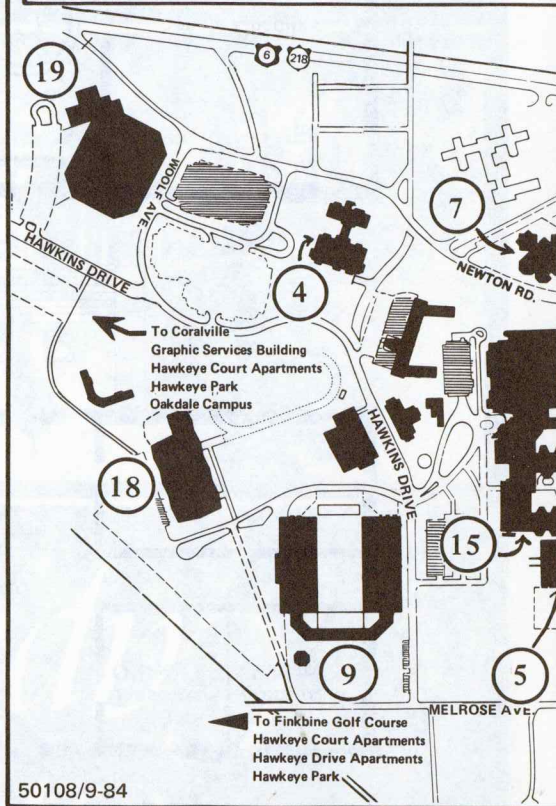 6 218
19
WOOLF AVE.
7
HAWKINS DRIVE
4
NEWTON RD.
To Coralville
Graphic Services Building
Hawkeye Court Apartments
Hawkeye Park
Oakdale Campus
HAWKINS DRIVE
18
15
9
5
MELROSE AVE.
To Finkbine Golf Course
Hawkeye Court Apartments
Hawkeye Drive Apartments
Hawkeye Park
50108/9-84